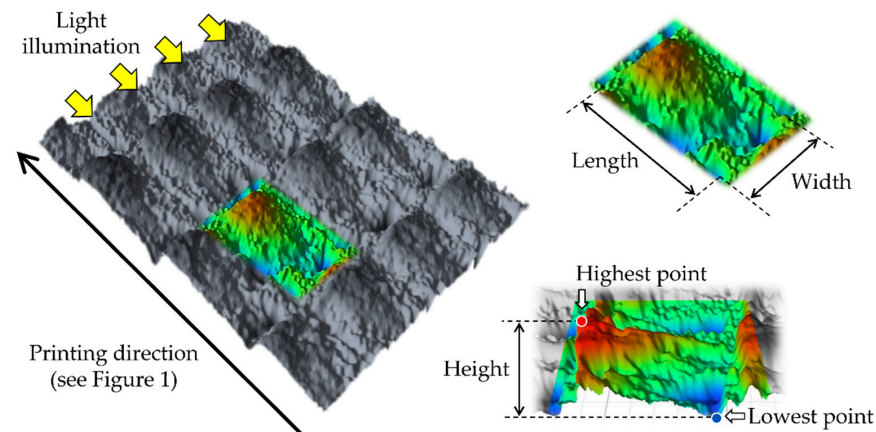 Light
illumination
Printing direction
(see Figure 1)
Length
Width
Highest point
Height
Lowest point